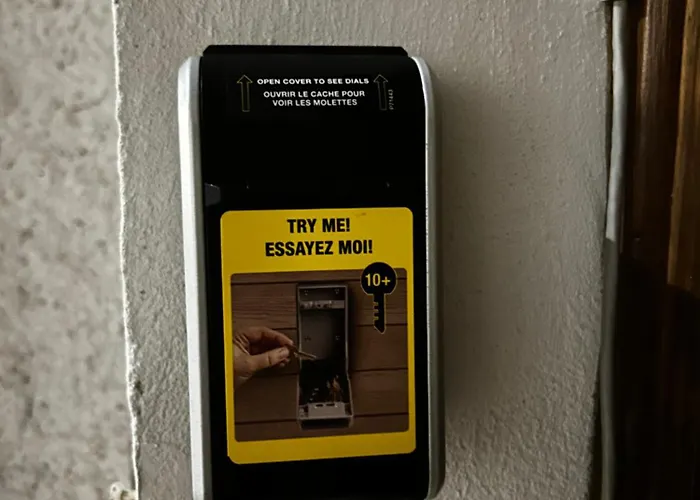 OPEN COVER TO SEE DIALS
OUVRIR LE CACHE POUR
VOIR LES MOLETTES
TRY ME!
ESSAYEZ MOI!
10+